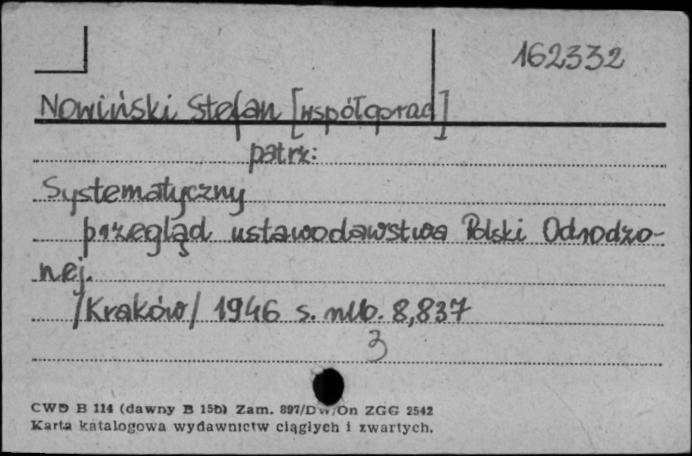 162332
Nowiński Stefan [współoprac]
patrz:
Systematyczny
przegląd ustawodawstwa Polski Odrodzo-
nej.
/Kraków/ 1946 s. nlb. 8,837
3
CWD B 114 (dawny B 15b) Zam. 897/DW/On ZGG 2542
Karta katalogowa wydawnictw ciągłych i zwartych.